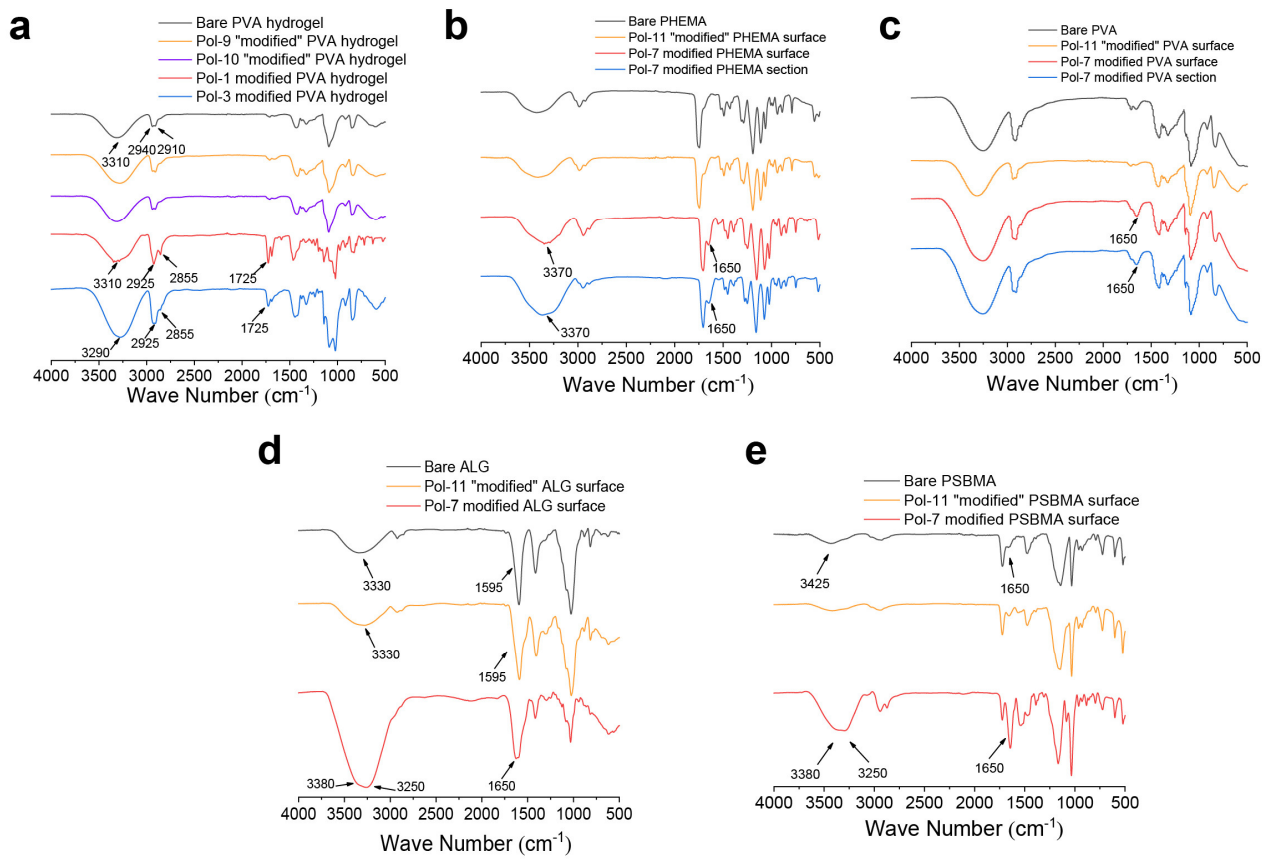 a
Bare PVA hydrogel
Pol-9 "modified" PVA hydrogel
Pol-10 "modified" PVA hydrogel
Pol-1 modified PVA hydrogel
Pol-3 modified PVA hydrogel
3310
2940
2910
3310
2925
2855
1725
3290
2925
2855
1725
4000 3500 3000 2500 2000 1500 1000 500
Wave Number (cm⁻¹)
b
Bare PHEMA
Pol-11 "modified" PHEMA surface
Pol-7 modified PHEMA surface
Pol-7 modified PHEMA section
3370
1650
3370
1650
4000 3500 3000 2500 2000 1500 1000 500
Wave Number (cm⁻¹)
c
Bare PVA
Pol-11 "modified" PVA surface
Pol-7 modified PVA surface
Pol-7 modified PVA section
1650
1650
4000 3500 3000 2500 2000 1500 1000 500
Wave Number (cm⁻¹)
d
Bare ALG
Pol-11 "modified" ALG surface
Pol-7 modified ALG surface
3330
1595
3330
1595
3380
3250
1650
4000 3500 3000 2500 2000 1500 1000 500
Wave Number (cm⁻¹)
e
Bare PSBMA
Pol-11 "modified" PSBMA surface
Pol-7 modified PSBMA surface
3425
1650
3380
3250
1650
4000 3500 3000 2500 2000 1500 1000 500
Wave Number (cm⁻¹)